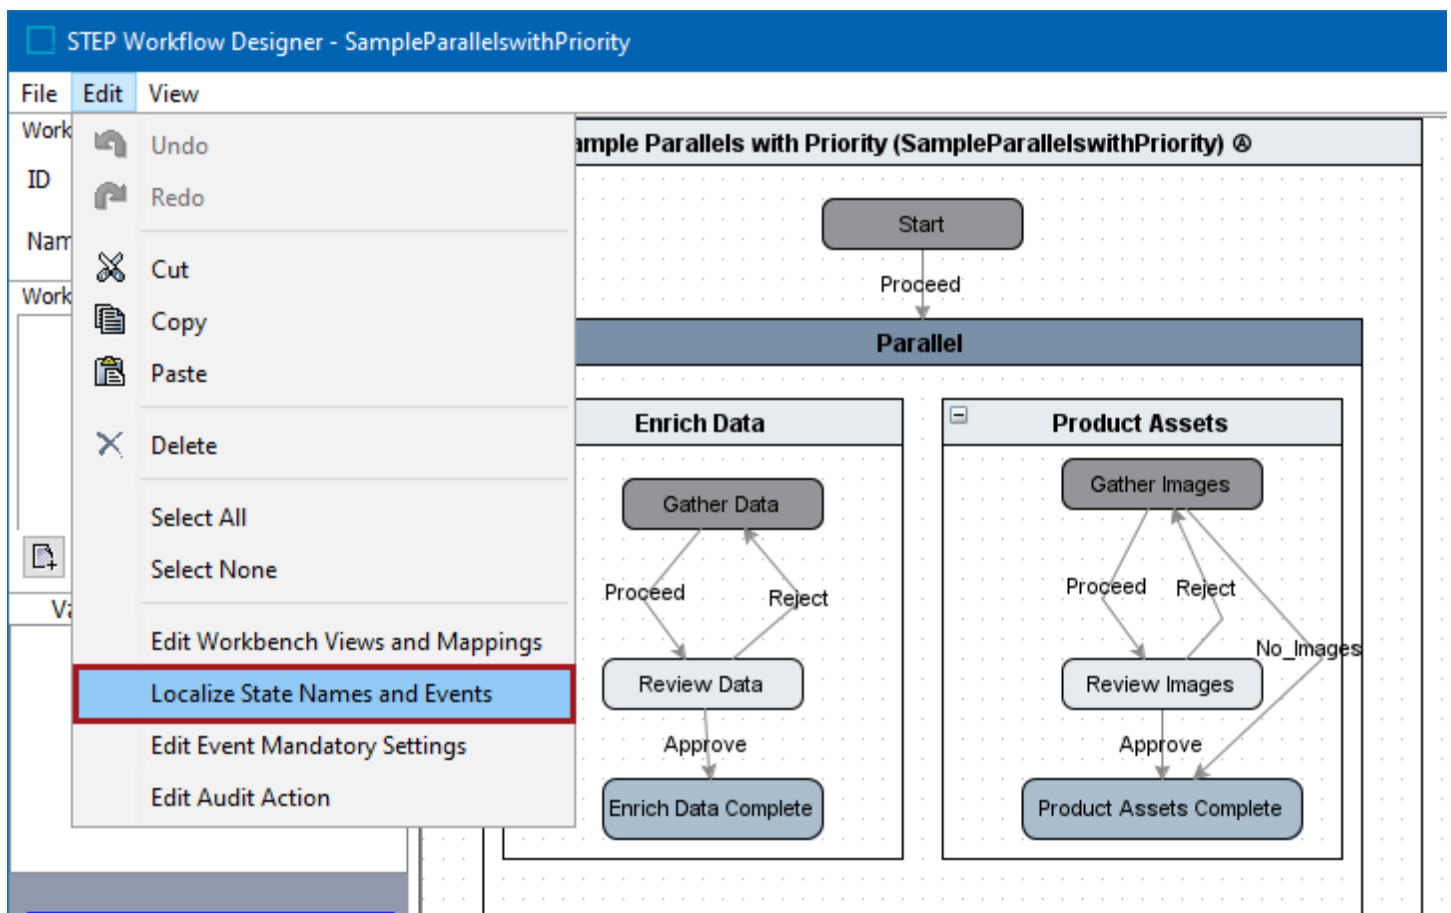 STEP Workflow Designer - SampleParallelswithPriority
File Edit View
Work
ID
Nam
Work
Va
Undo
Redo
Cut
Copy
Paste
Delete
Select All
Select None
Edit Workbench Views and Mappings
Localize State Names and Events
Edit Event Mandatory Settings
Edit Audit Action
ample Parallels with Priority (SampleParallelswithPriority) Ⓐ
Start
Proceed
Parallel
Enrich Data
Gather Data
Proceed
Reject
Review Data
Approve
Enrich Data Complete
Product Assets
Gather Images
Proceed
Reject
No_Images
Review Images
Approve
Product Assets Complete